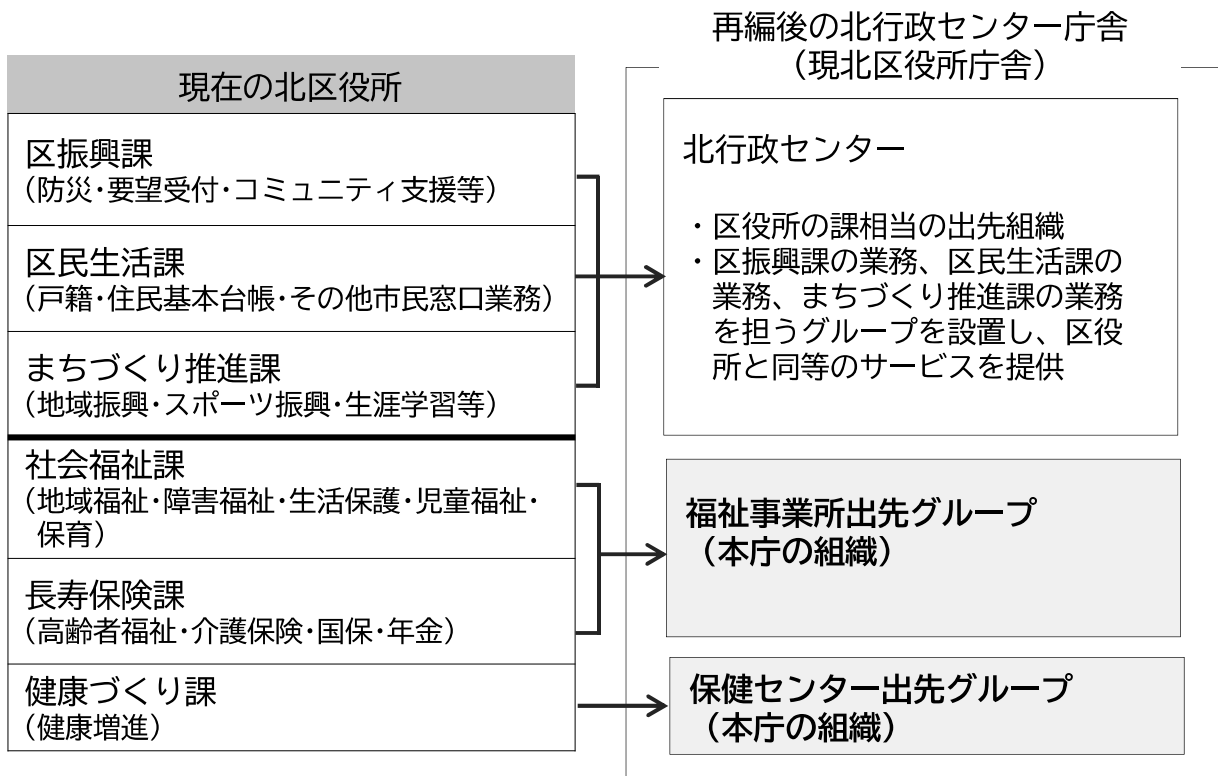 現在の北区役所
区振興課
（防災・要望受付・コミュニティ支援等）
区民生活課
（戸籍・住民基本台帳・その他市民窓口業務）
まちづくり推進課
（地域振興・スポーツ振興・生涯学習等）
社会福祉課
（地域福祉・障害福祉・生活保護・児童福祉・
保育）
長寿保険課
（高齢者福祉・介護保険・国保・年金）
健康づくり課
（健康増進）
再編後の北行政センター庁舎
（現北区役所庁舎）
北行政センター
・区役所の課相当の出先組織
・区振興課の業務、区民生活課の
業務、まちづくり推進課の業務
を担うグループを設置し、区役
所と同等のサービスを提供
福祉事業所出先グループ
（本庁の組織）
保健センター出先グループ
（本庁の組織）